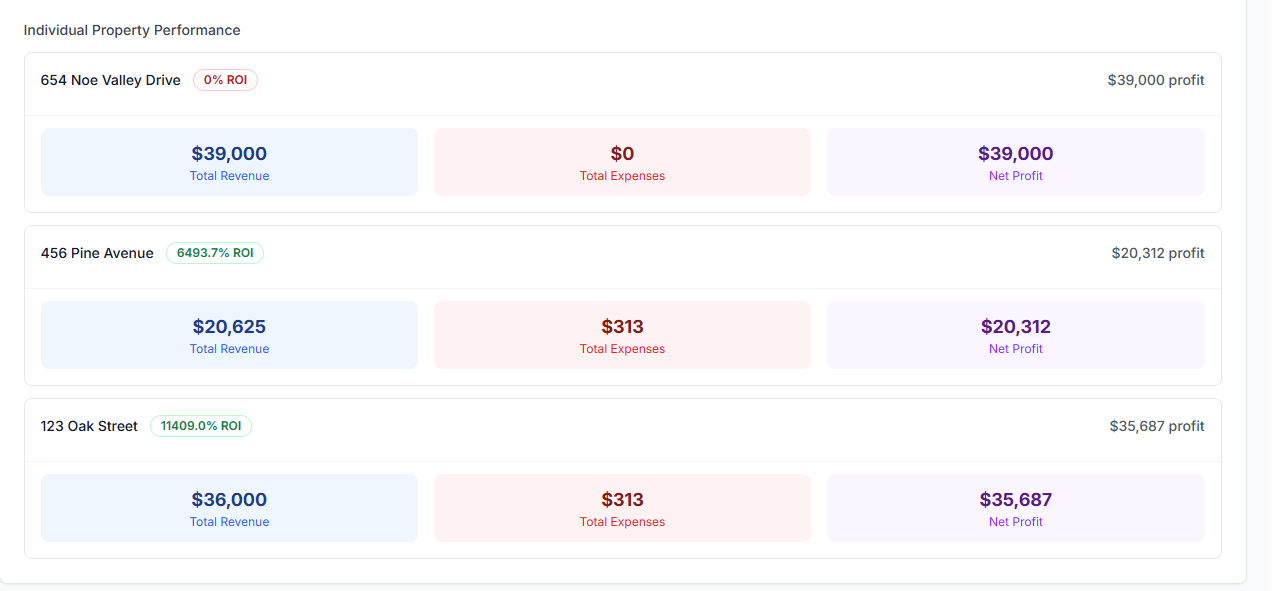 Individual Property Performance
654 Noe Valley Drive 0% ROI $39,000 profit
$39,000 $0 $39,000
Total Revenue Total Expenses Net Profit
456 Pine Avenue 6493.7% ROI $20,312 profit
$20,625 $313 $20,312
Total Revenue Total Expenses Net Profit
123 Oak Street 11409.0% ROI $35,687 profit
$36,000 $313 $35,687
Total Revenue Total Expenses Net Profit